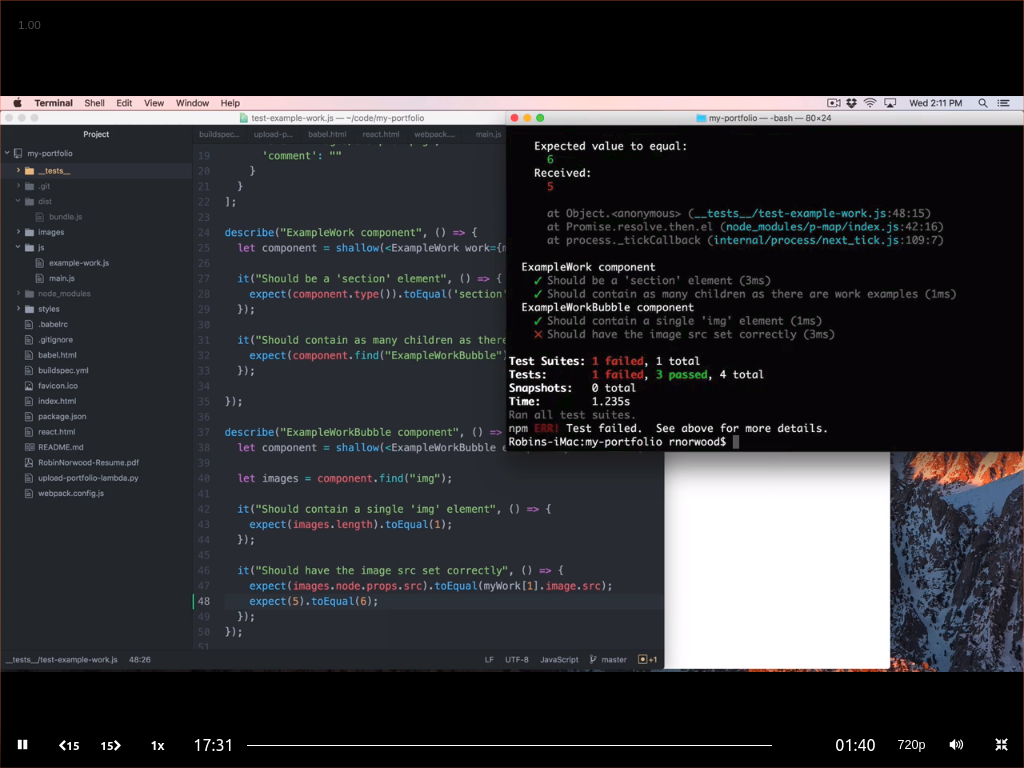 1.00
Terminal Shell Edit View Window Help
Wed 2:11 PM
test-example-work.js — ~/code/my-portfolio
Project
buildspec... upload-p... babel.html react.html webpack.... main.js
my-portfolio
__tests__
.git
dist
bundle.js
images
js
example-work.js
main.js
node_modules
styles
.babelrc
.gitignore
babel.html
buildspec.yml
favicon.ico
index.html
package.json
react.html
README.md
RobinNorwood-Resume.pdf
upload-portfolio-lambda.py
webpack.config.js
19 'comment': ""
20 }
21 }
22 ];
23
24 describe("ExampleWork component", () => {
25 let component = shallow(<ExampleWork work={m
26
27 it("Should be a 'section' element", () => {
28 expect(component.type()).toEqual('section'
29 });
30
31 it("Should contain as many children as there
32 expect(component.find("ExampleWorkBubble"
33 });
34
35 });
36
37 describe("ExampleWorkBubble component", () =>
38 let component = shallow(<ExampleWorkBubble
39
40 let images = component.find("img");
41
42 it("Should contain a single 'img' element", () => {
43 expect(images.length).toEqual(1);
44 });
45
46 it("Should have the image src set correctly", () => {
47 expect(images.node.props.src).toEqual(myWork[1].image.src);
48 expect(5).toEqual(6);
49 });
50 });
51
__tests__/test-example-work.js 48:26
LF UTF-8 JavaScript master +1
my-portfolio — -bash — 80×24
Expected value to equal:
6
Received:
5
at Object.<anonymous> (__tests__/test-example-work.js:48:15)
at Promise.resolve.then.el (node_modules/p-map/index.js:42:16)
at process._tickCallback (internal/process/next_tick.js:109:7)
ExampleWork component
✓ Should be a 'section' element (3ms)
✓ Should contain as many children as there are work examples (1ms)
ExampleWorkBubble component
✓ Should contain a single 'img' element (1ms)
✕ Should have the image src set correctly (3ms)
Test Suites: 1 failed, 1 total
Tests: 1 failed, 3 passed, 4 total
Snapshots: 0 total
Time: 1.235s
Ran all test suites.
npm ERR! Test failed. See above for more details.
Robins-iMac:my-portfolio rnorwood$
15 15 1x 17:31 01:40 720p